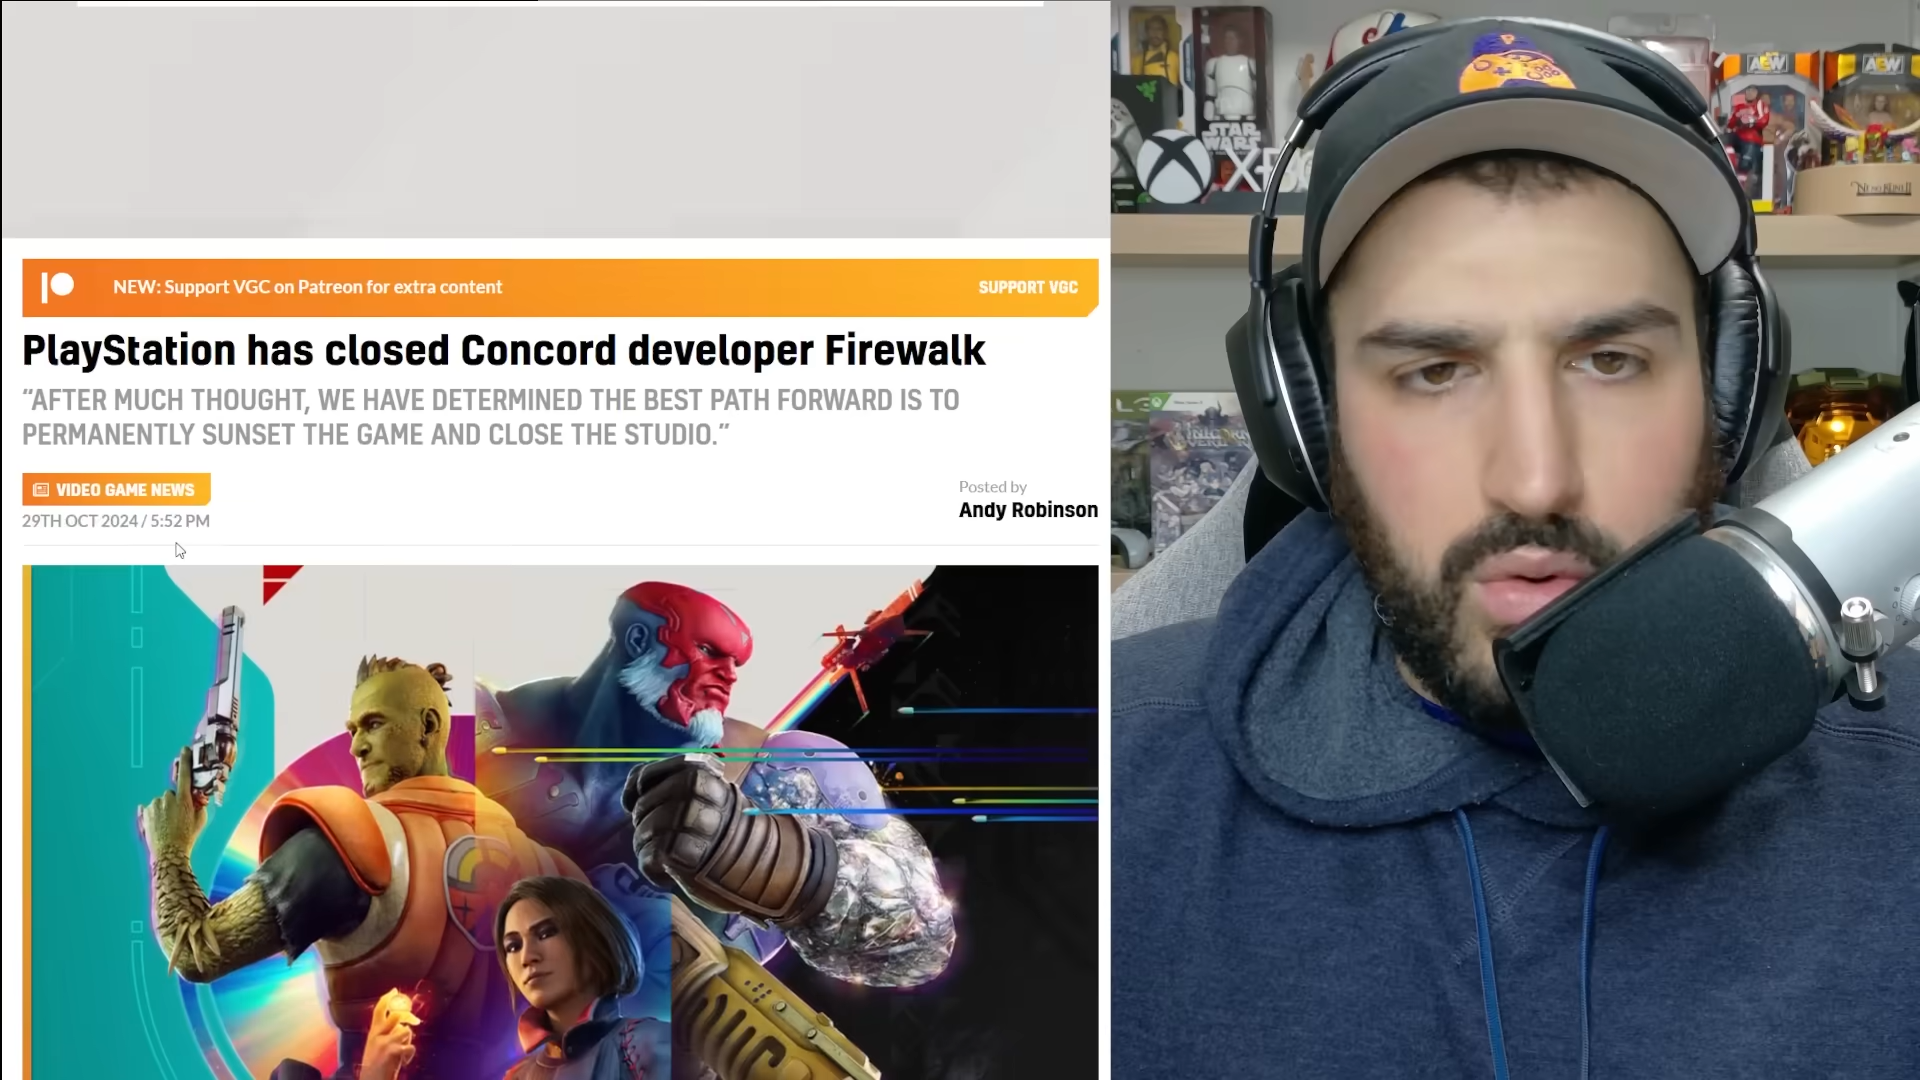 NEW: Support VGC on Patreon for extra content
SUPPORT VGC
PlayStation has closed Concord developer Firewalk
“AFTER MUCH THOUGHT, WE HAVE DETERMINED THE BEST PATH FORWARD IS TO
PERMANENTLY SUNSET THE GAME AND CLOSE THE STUDIO.”
VIDEO GAME NEWS
29TH OCT 2024 / 5:52 PM
Posted by
Andy Robinson
STAR
WARS
AEW
AEW